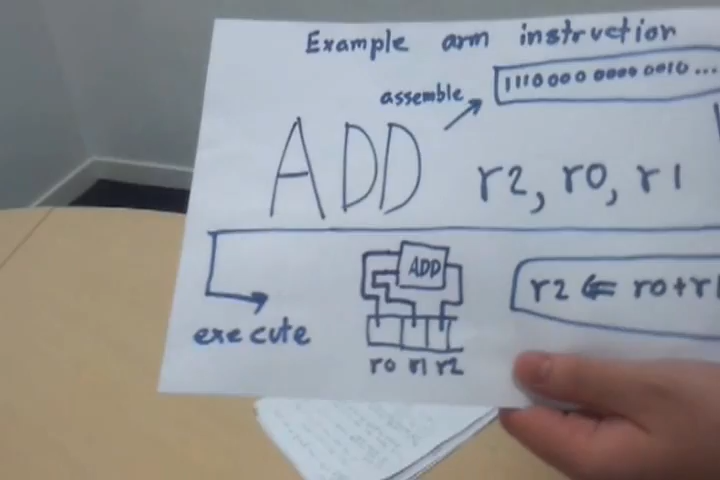 Example arm instruction
assemble
1110000 0000 0010 ...
ADD r2, r0, r1
execute
ADD
r0 r1 r2
r2 ⇐ r0+r1